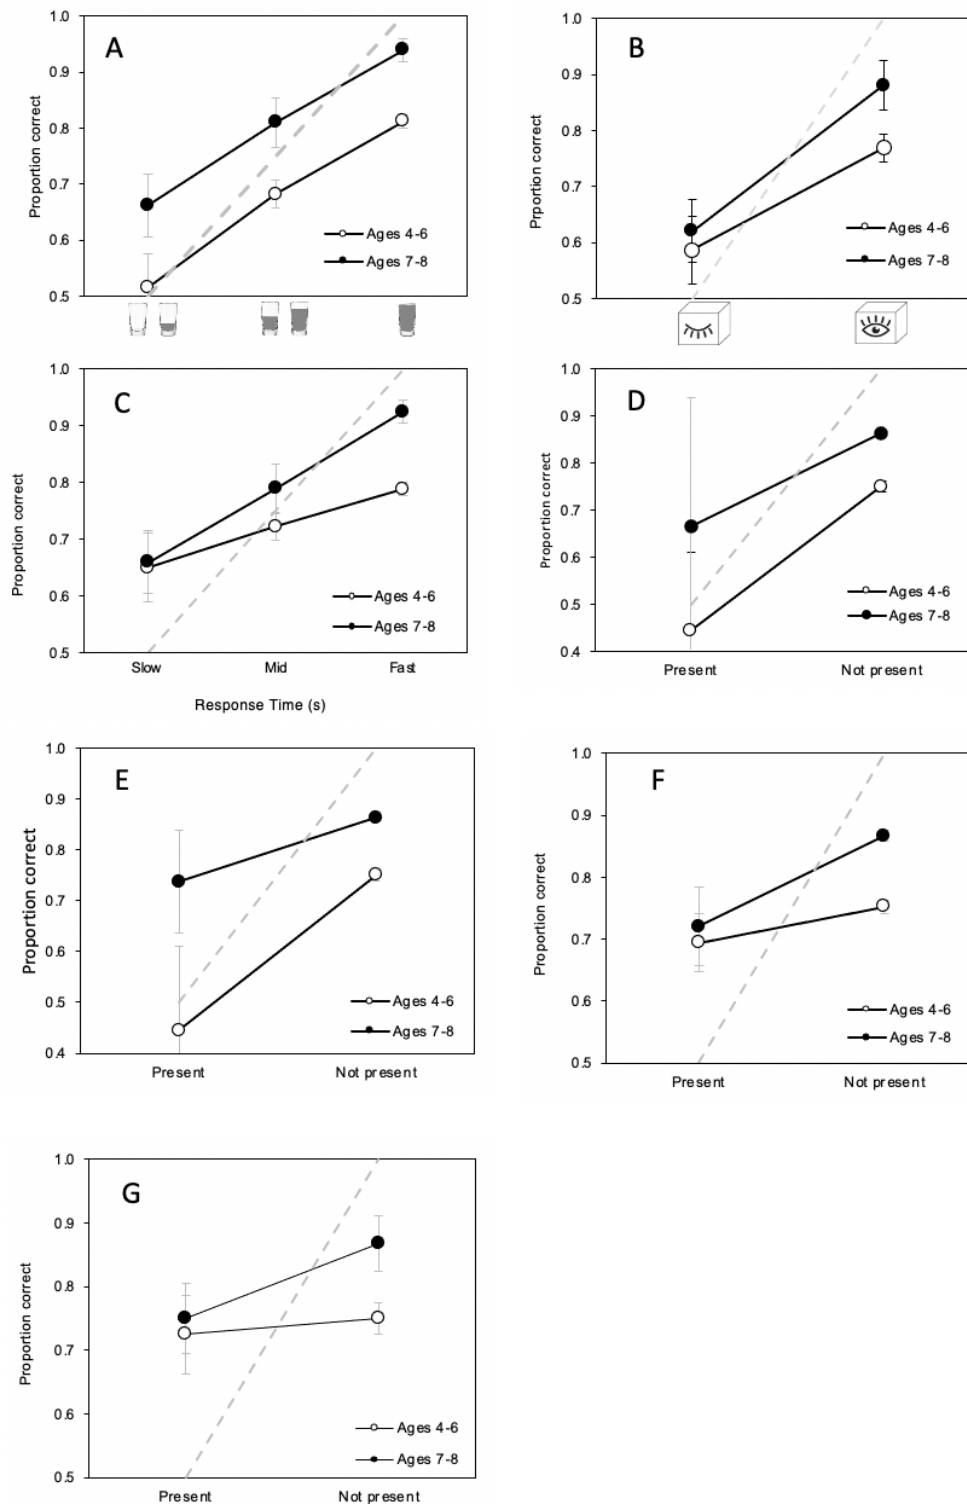 A
1.0
0.9
0.8
0.7
0.6
0.5
Proportion correct
Ages 4-6
Ages 7-8
B
1.0
0.9
0.8
0.7
0.6
0.5
Prportion correct
Ages 4-6
Ages 7-8
C
1.0
0.9
0.8
0.7
0.6
0.5
Proportion correct
Ages 4-6
Ages 7-8
Slow Mid Fast
Response Time (s)
D
1.0
0.9
0.8
0.7
0.6
0.5
0.4
Proportion correct
Ages 4-6
Ages 7-8
Present Not present
E
1.0
0.9
0.8
0.7
0.6
0.5
0.4
Proportion correct
Ages 4-6
Ages 7-8
Present Not present
F
1.0
0.9
0.8
0.7
0.6
0.5
Proportion correct
Ages 4-6
Ages 7-8
Present Not present
G
1.0
0.9
0.8
0.7
0.6
0.5
Proportion correct
Ages 4-6
Ages 7-8
Present Not present